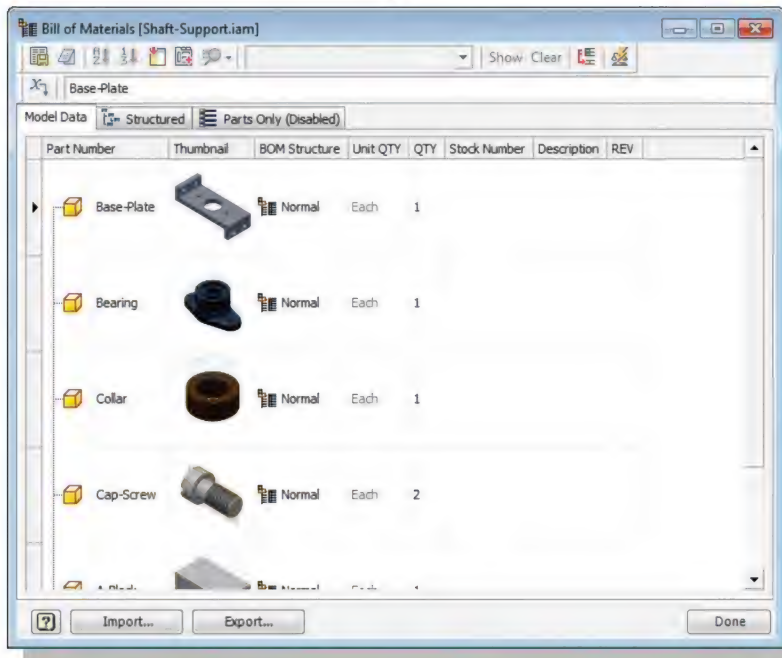 Bill of Materials [Shaft-Support.iam]
Show Clear
Base-Plate
Model Data Structured Parts Only (Disabled)
Part Number Thumbnail BOM Structure Unit QTY QTY Stock Number Description REV
Base-Plate Normal Each 1
Bearing Normal Each 1
Collar Normal Each 1
Cap-Screw Normal Each 2
Import... Export... Done